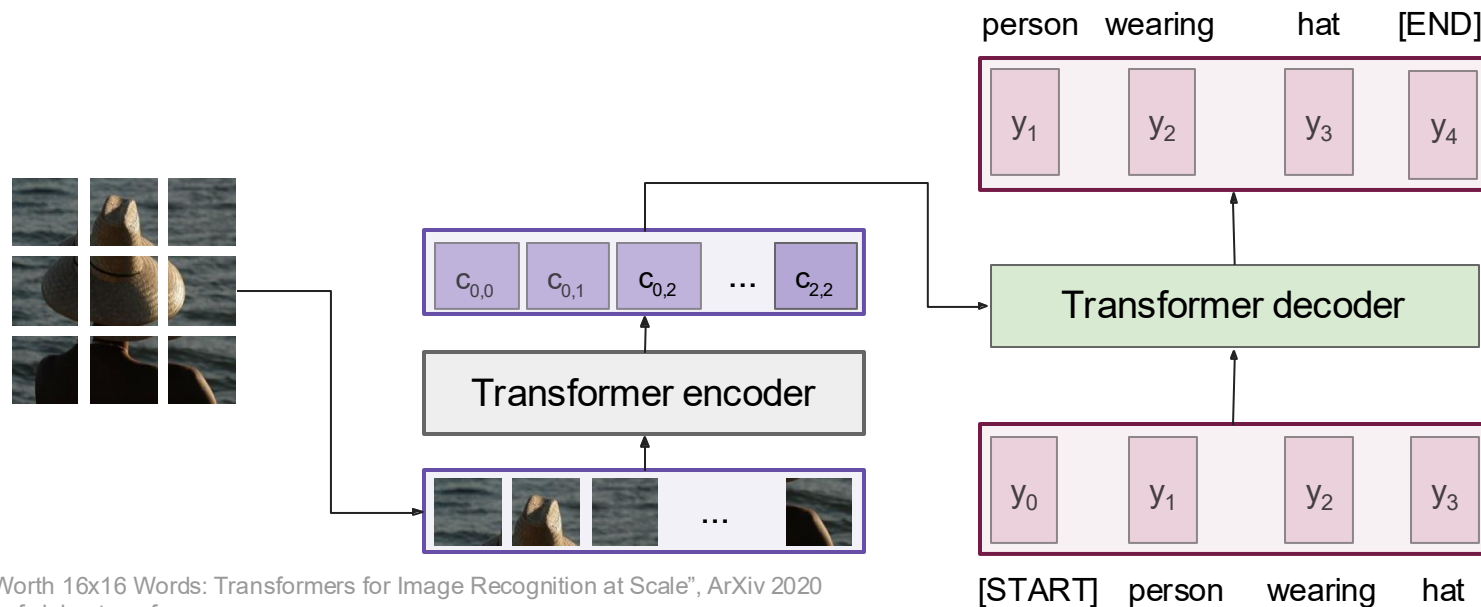 person wearing hat [END]
y1 y2 y3 y4
c0,0 c0,1 c0,2 ... c2,2
Transformer decoder
Transformer encoder
...
y0 y1 y2 y3
[START] person wearing hat
Worth 16x16 Words: Transformers for Image Recognition at Scale”, ArXiv 2020